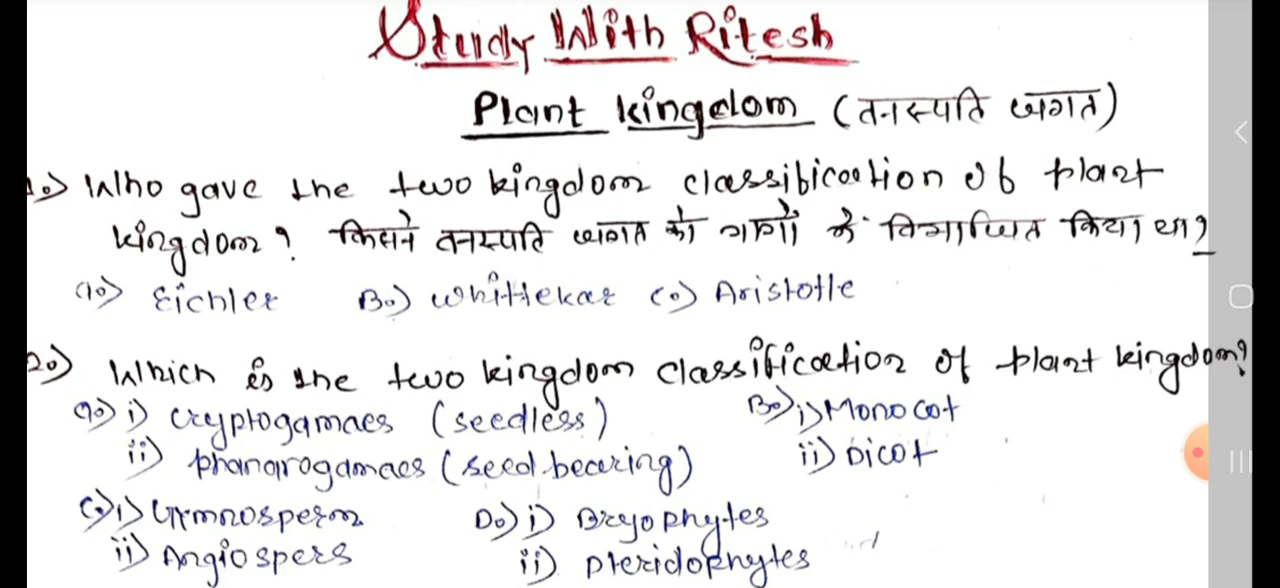 Study With Ritesh
Plant kingdom (वनस्पति जगत)
1.) Who gave the two kingdom classification of plant
kingdom? किसने वनस्पति जगत को भागों में विभाजित किया था?
A.) Eichler B.) Whittekar C.) Aristotle
2.) Which is the two kingdom classification of plant kingdom?
A.) i) Cryptogamaes (seedless) B.) i) Monocot
ii) phanarogamaes (seed bearing) ii) Dicot
C.) i) Gymnosperm D.) i) Bryophytes
ii) Angiospers ii) Pteridophytes